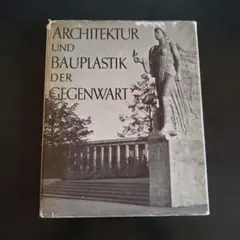 ARCHITEKTUR
UND
BAUPLASTIK
DER
GEGENWART